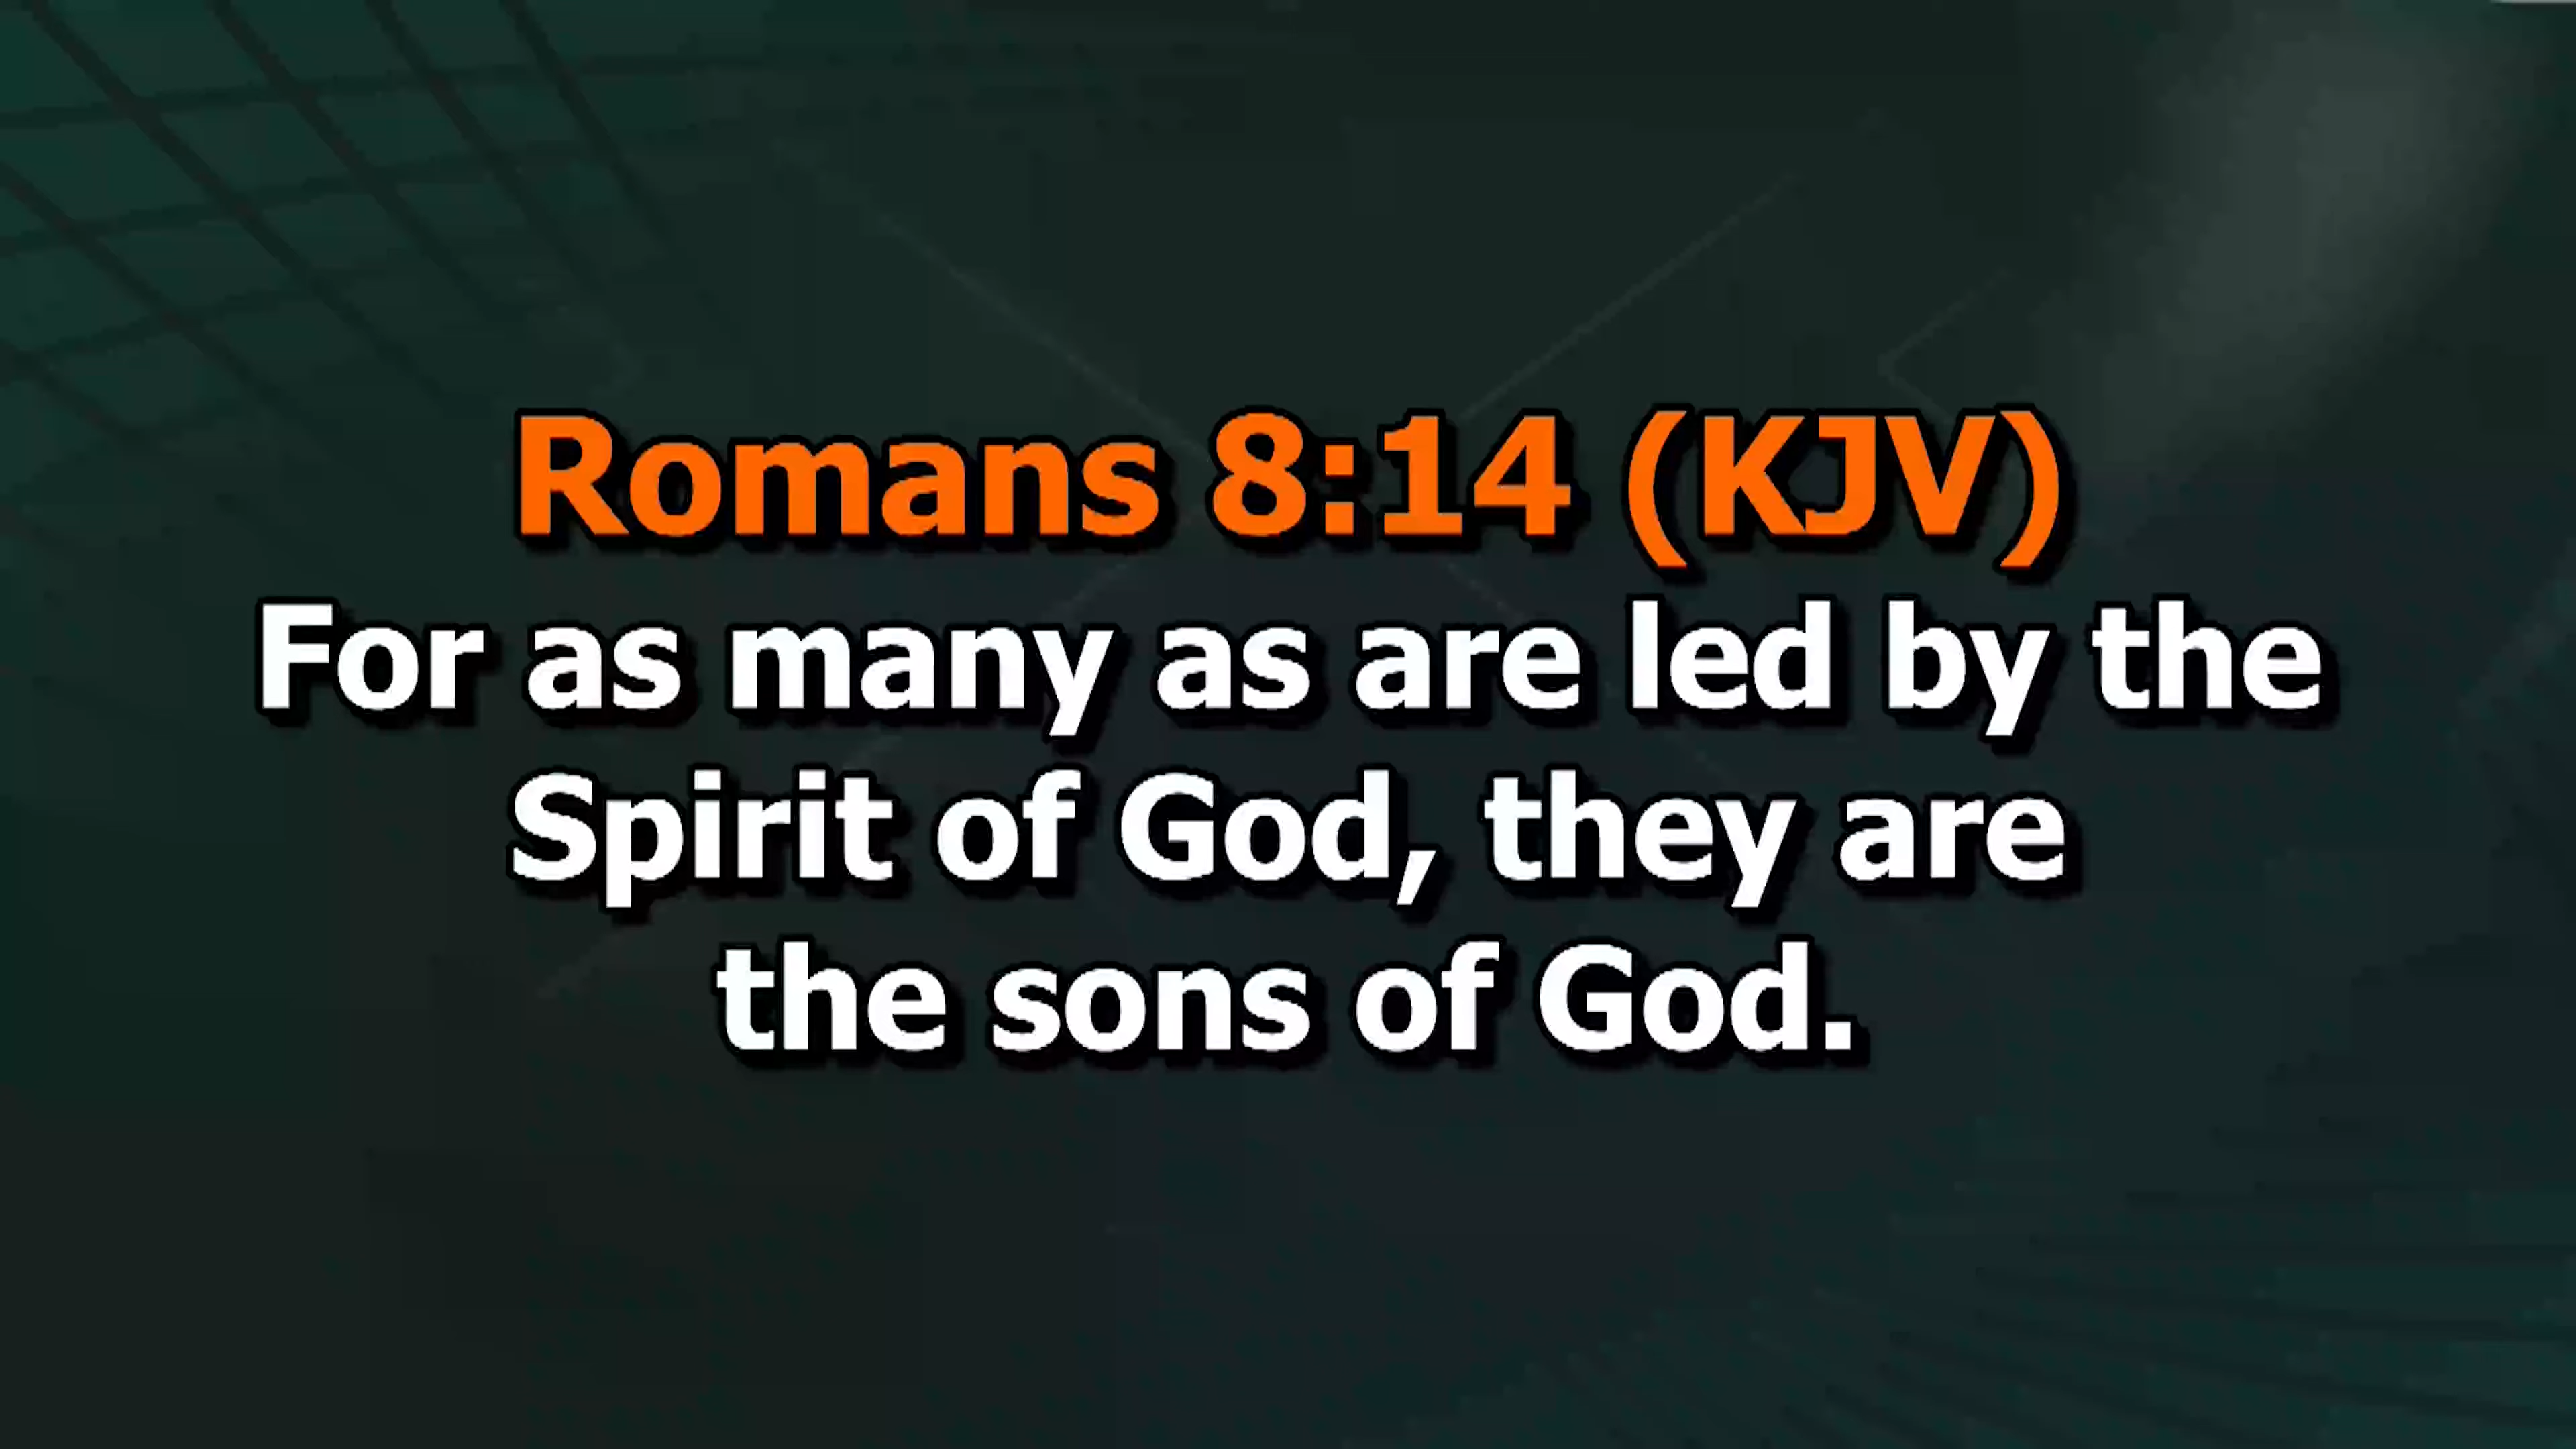 Romans 8:14 (KJV)
For as many as are led by the
Spirit of God, they are
the sons of God.